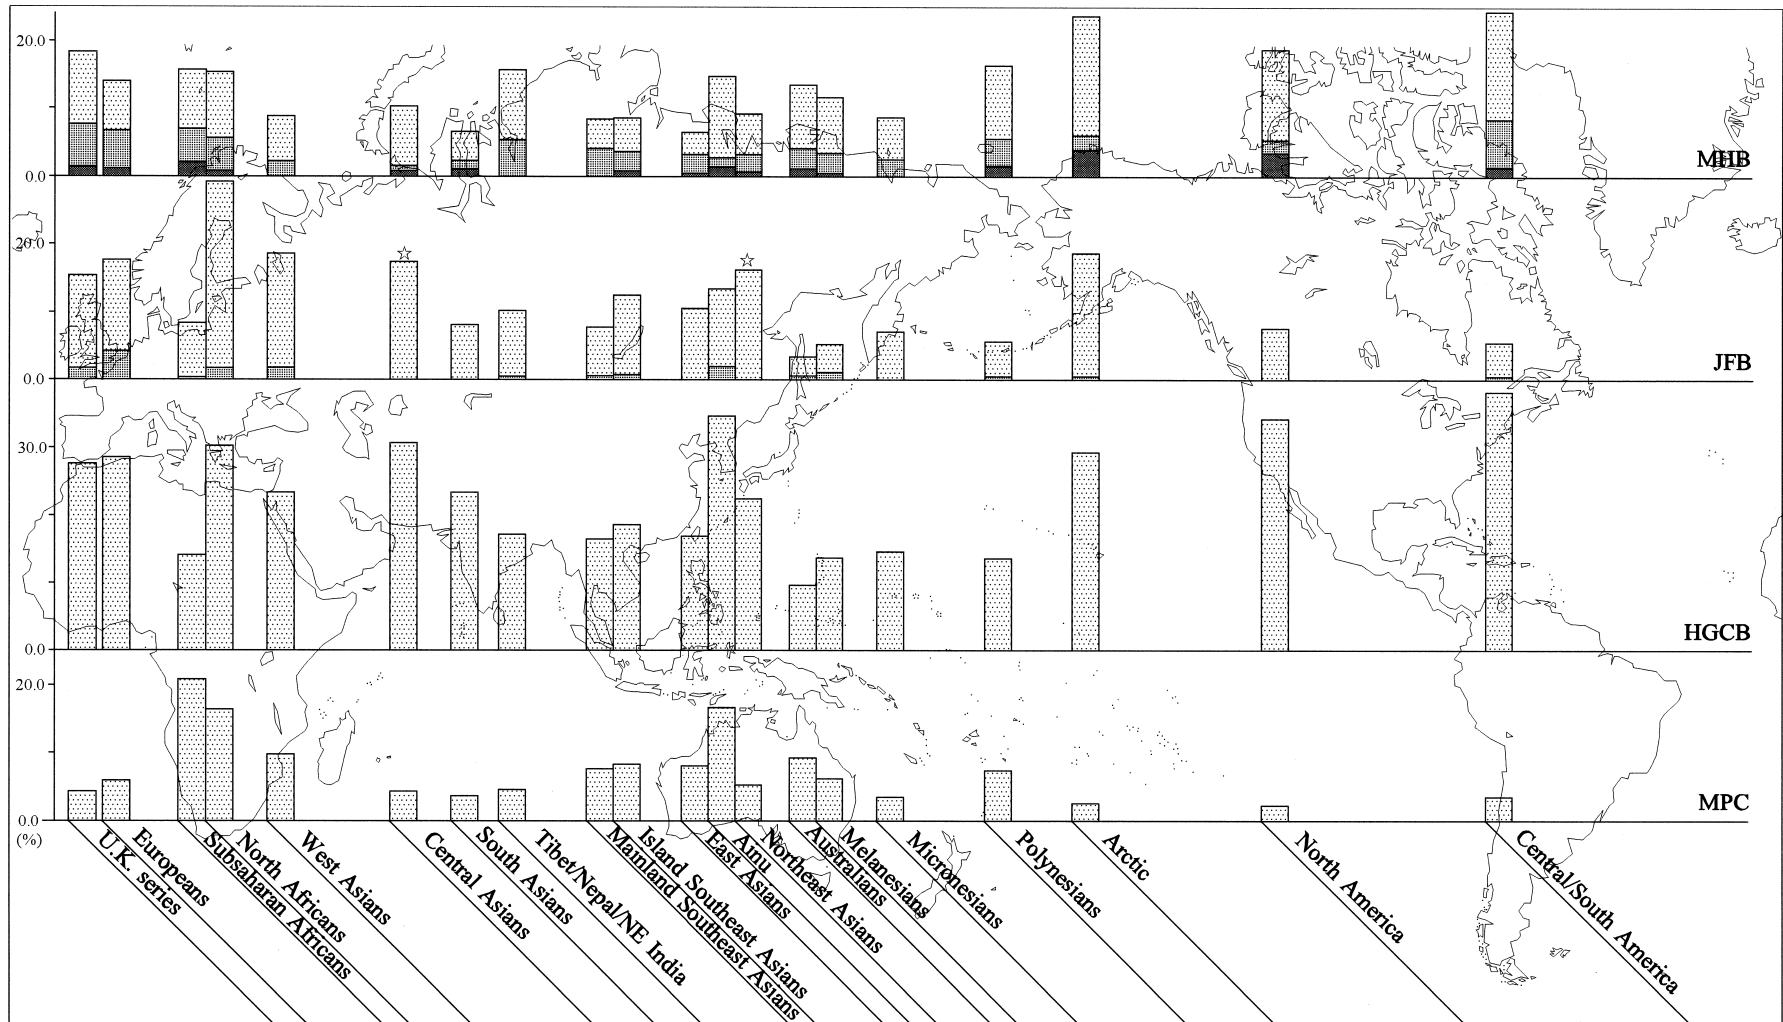 20.0
0.0
MHB
20.0
0.0
JFB
30.0
0.0
HGCB
20.0
0.0
(%)
MPC
U.K. series
Europeans
Subsaharan Africans
North Africans
West Asians
Central Asians
South Asians
Tibet/Nepal/NE India
Mainland Southeast Asians
Island Southeast Asians
East Asians
Ainu
Northeast Asians
Australians
Melanesians
Micronesians
Polynesians
Arctic
North America
Central/South America